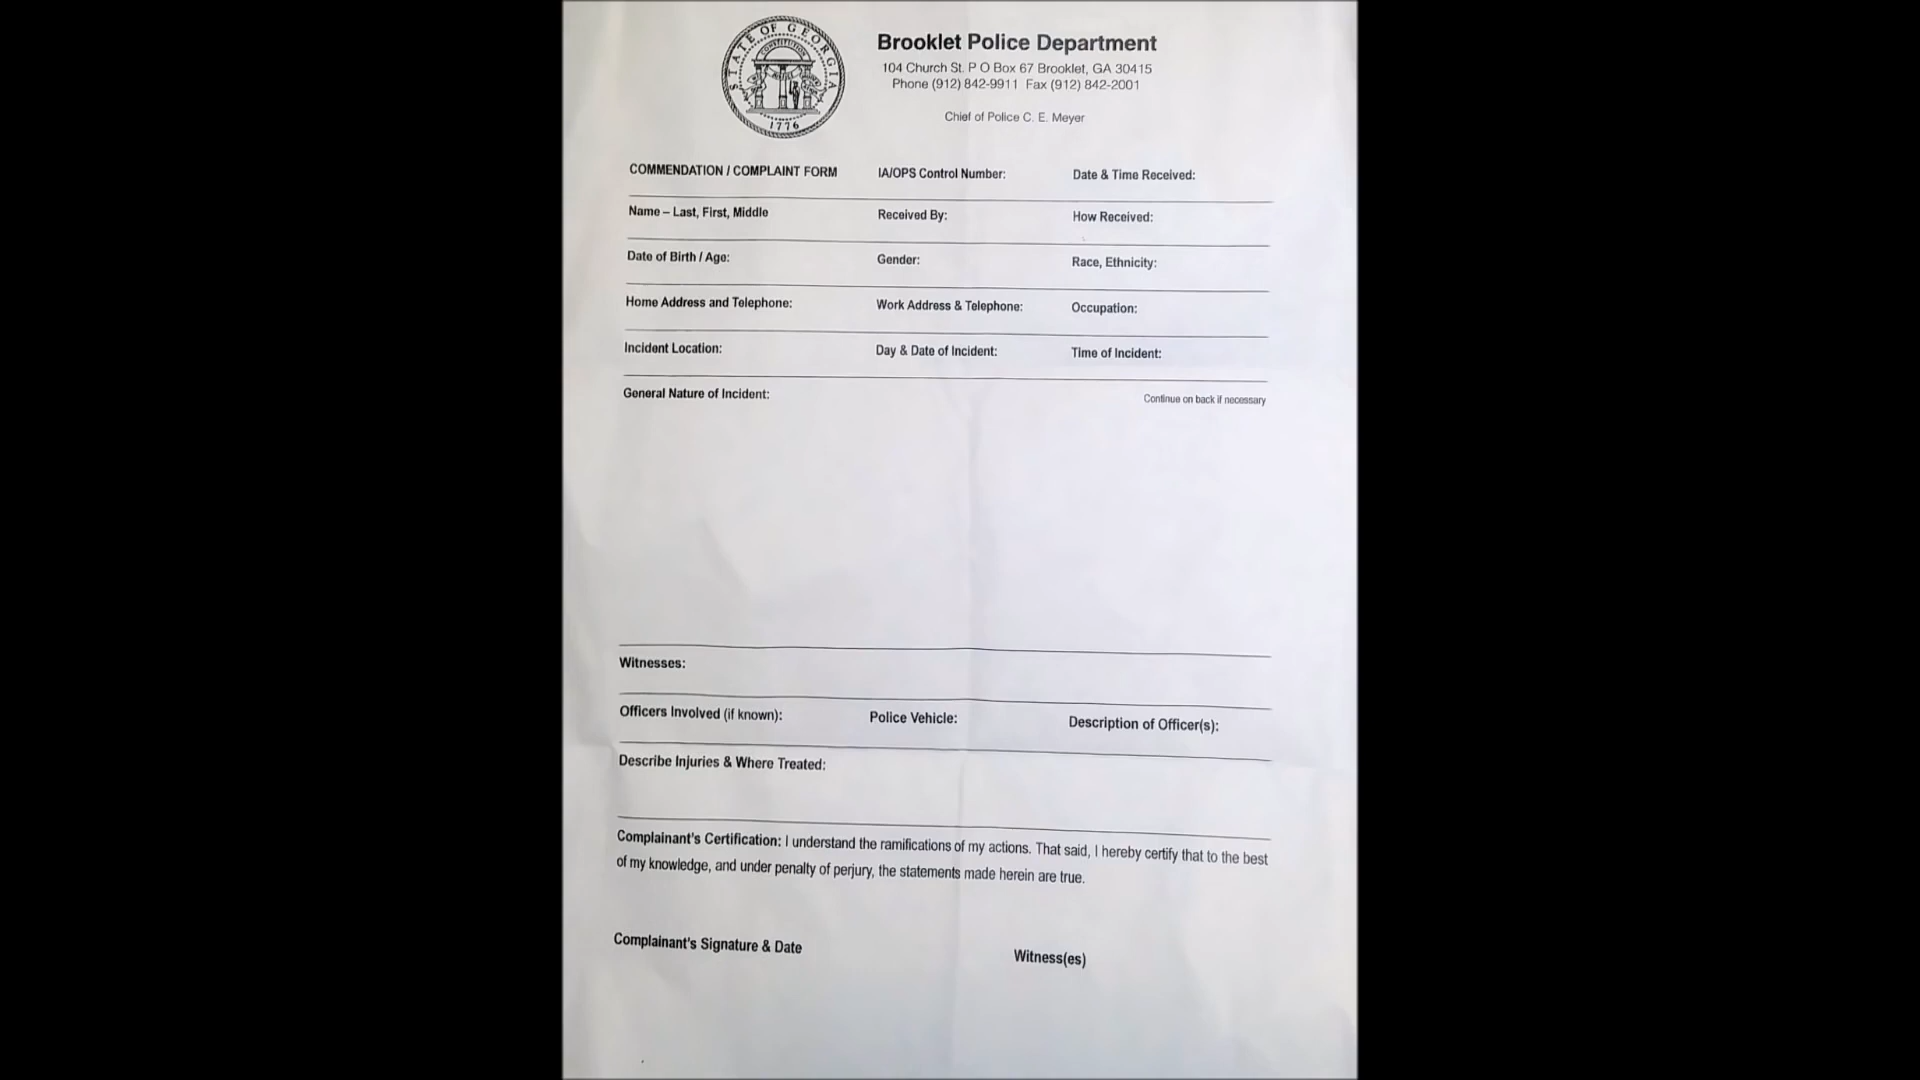 STATE OF GEORGIA
CONSTITUTION
1776
Brooklet Police Department
104 Church St. P O Box 67 Brooklet, GA 30415
Phone (912) 842-9911 Fax (912) 842-2001
Chief of Police C. E. Meyer
COMMENDATION / COMPLAINT FORM IA/OPS Control Number: Date & Time Received:
Name – Last, First, Middle Received By: How Received:
Date of Birth / Age: Gender: Race, Ethnicity:
Home Address and Telephone: Work Address & Telephone: Occupation:
Incident Location: Day & Date of Incident: Time of Incident:
General Nature of Incident: Continue on back if necessary
Witnesses:
Officers Involved (if known): Police Vehicle: Description of Officer(s):
Describe Injuries & Where Treated:
Complainant's Certification: I understand the ramifications of my actions. That said, I hereby certify that to the best
of my knowledge, and under penalty of perjury, the statements made herein are true.
Complainant's Signature & Date Witness(es)